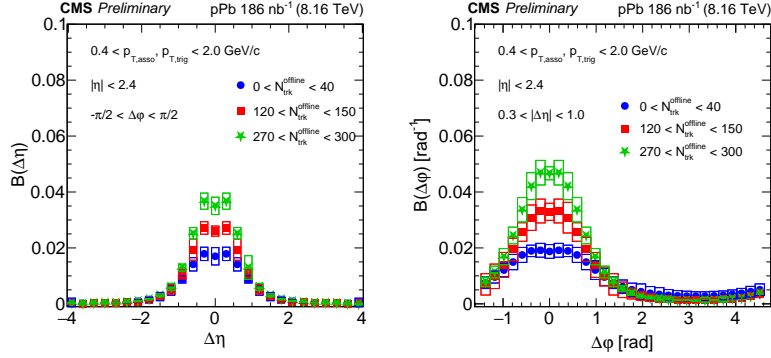 CMS Preliminary pPb 186 nb⁻¹ (8.16 TeV)
0.4 < p_T,asso, p_T,trig < 2.0 GeV/c
|η| < 2.4
-π/2 < Δφ < π/2
0 < N_trk^offline < 40
120 < N_trk^offline < 150
270 < N_trk^offline < 300
B(Δη)
0.1
0.08
0.06
0.04
0.02
0
−4 −2 0 2 4
Δη
CMS Preliminary pPb 186 nb⁻¹ (8.16 TeV)
0.4 < p_T,asso, p_T,trig < 2.0 GeV/c
|η| < 2.4
0.3 < |Δη| < 1.0
0 < N_trk^offline < 40
120 < N_trk^offline < 150
270 < N_trk^offline < 300
B(Δφ) [rad⁻¹]
0.1
0.08
0.06
0.04
0.02
0
−1 0 1 2 3 4
Δφ [rad]